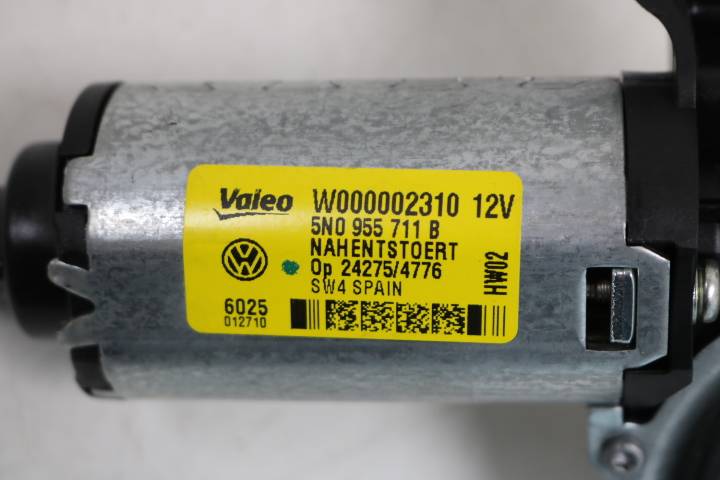 Valeo W000002310 12V
5N0 955 711 B
NAHENTSTOERT
Op 24275/4776
SW4 SPAIN
HW02
6025
012710